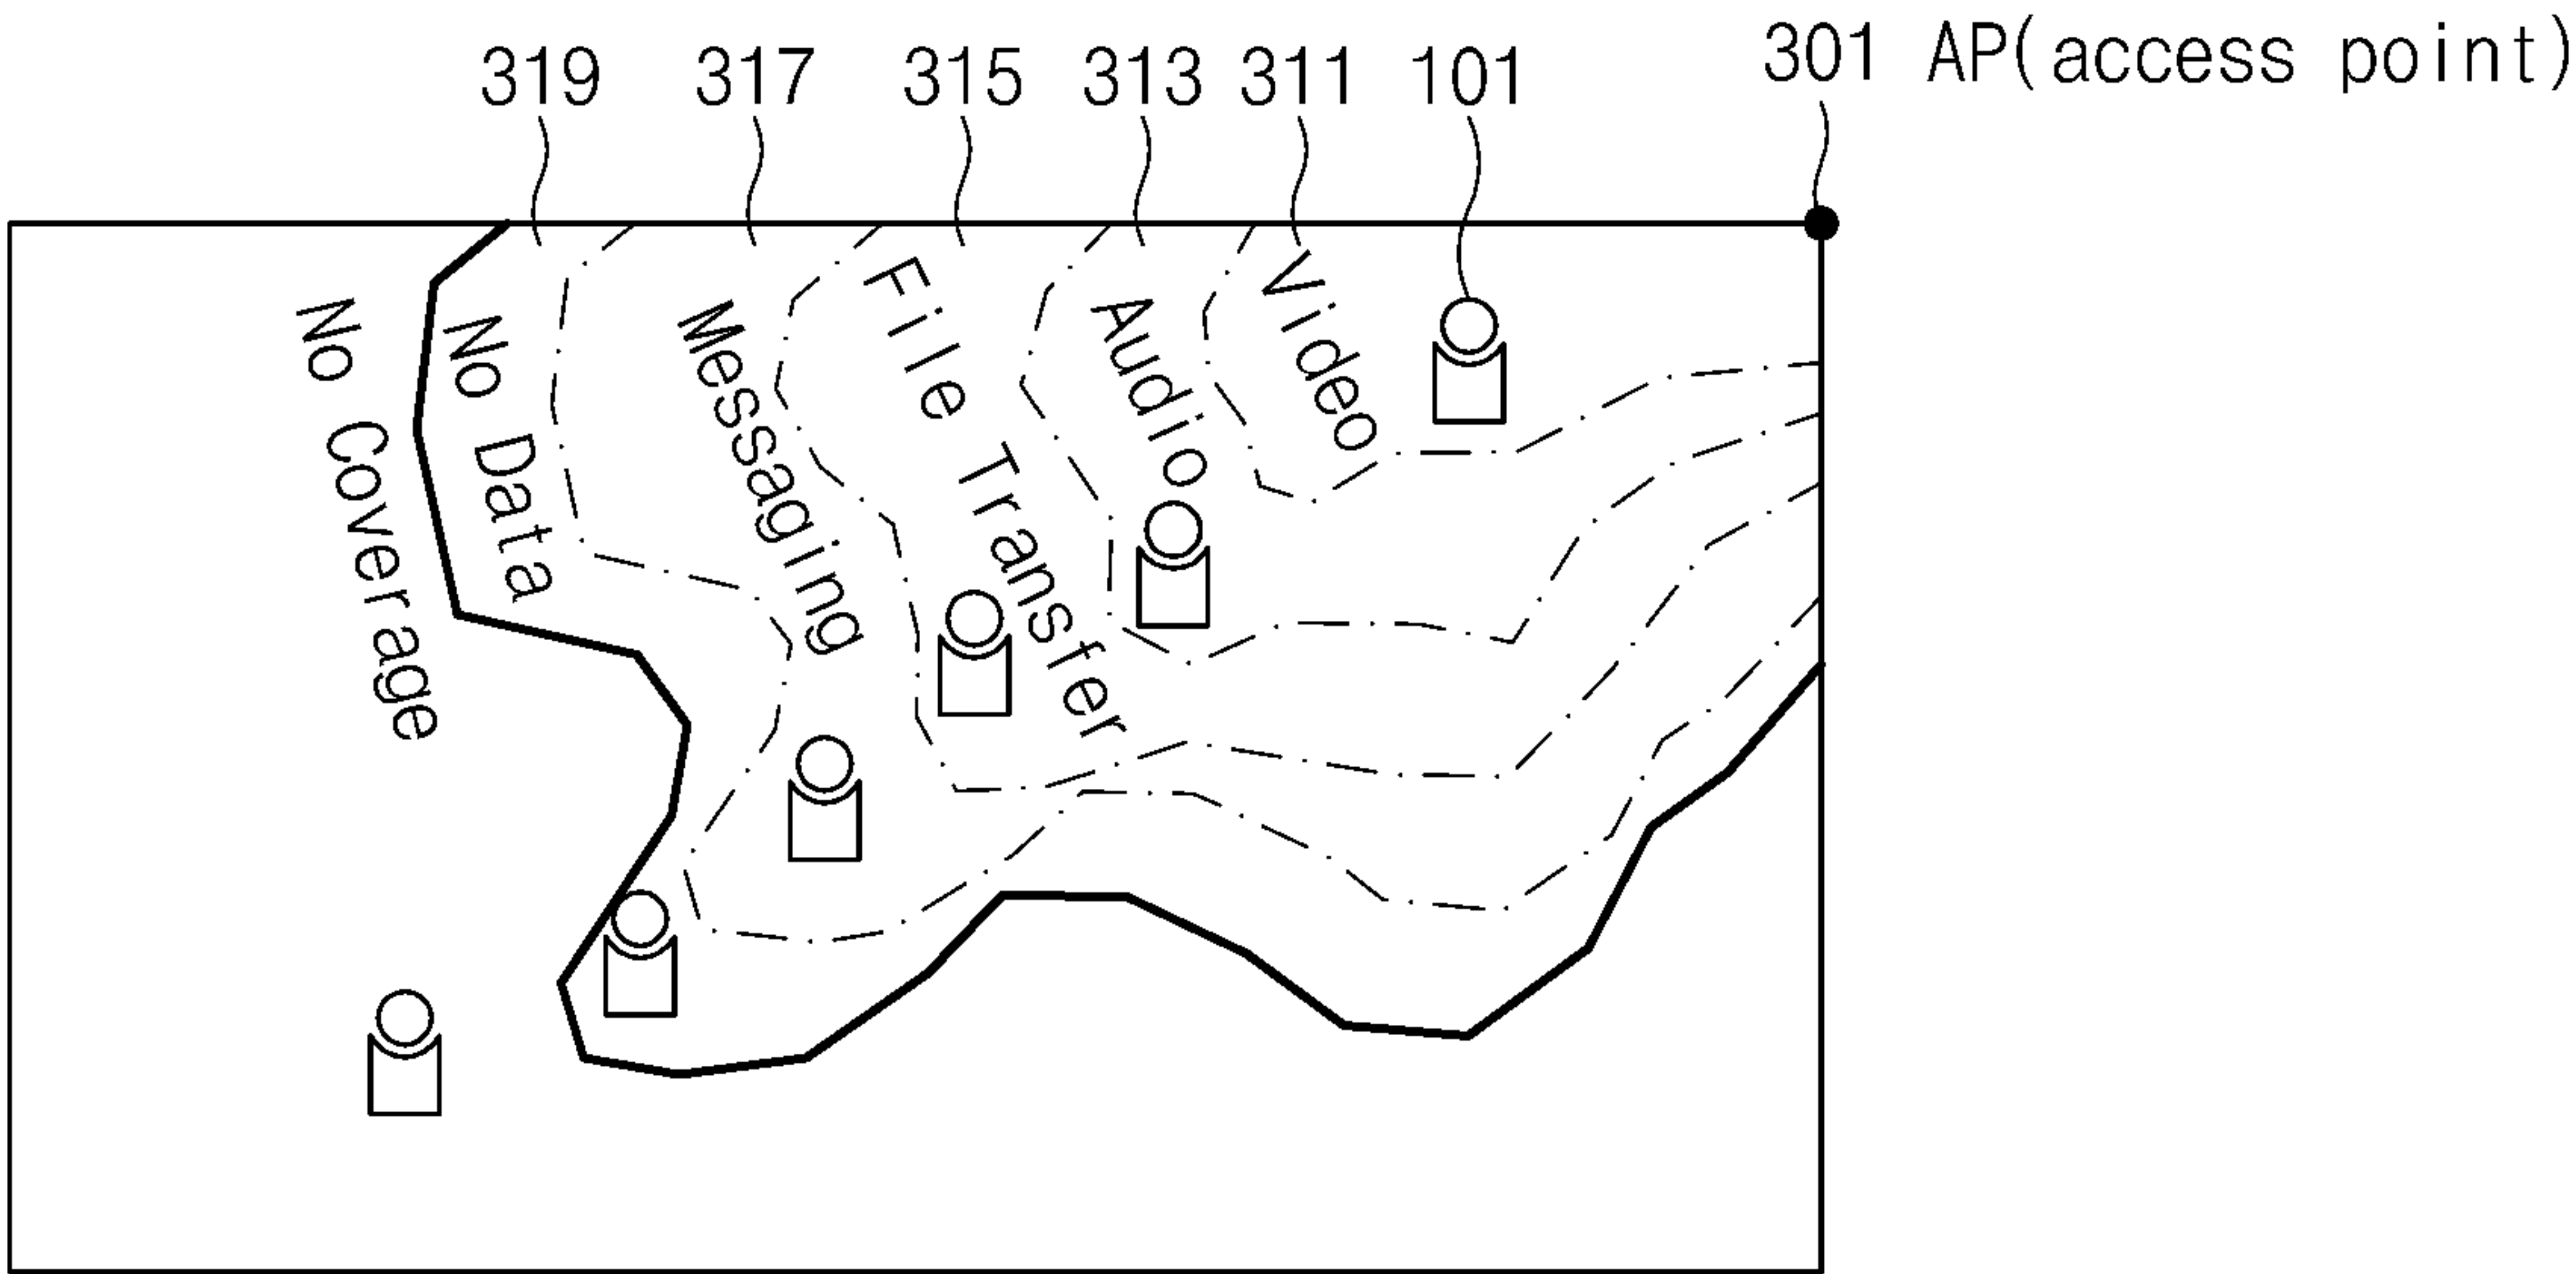 319 317 315 313 311 101 301 AP(access point)
No Coverage
No Data
Messaging
File Transfer
Audio
Video